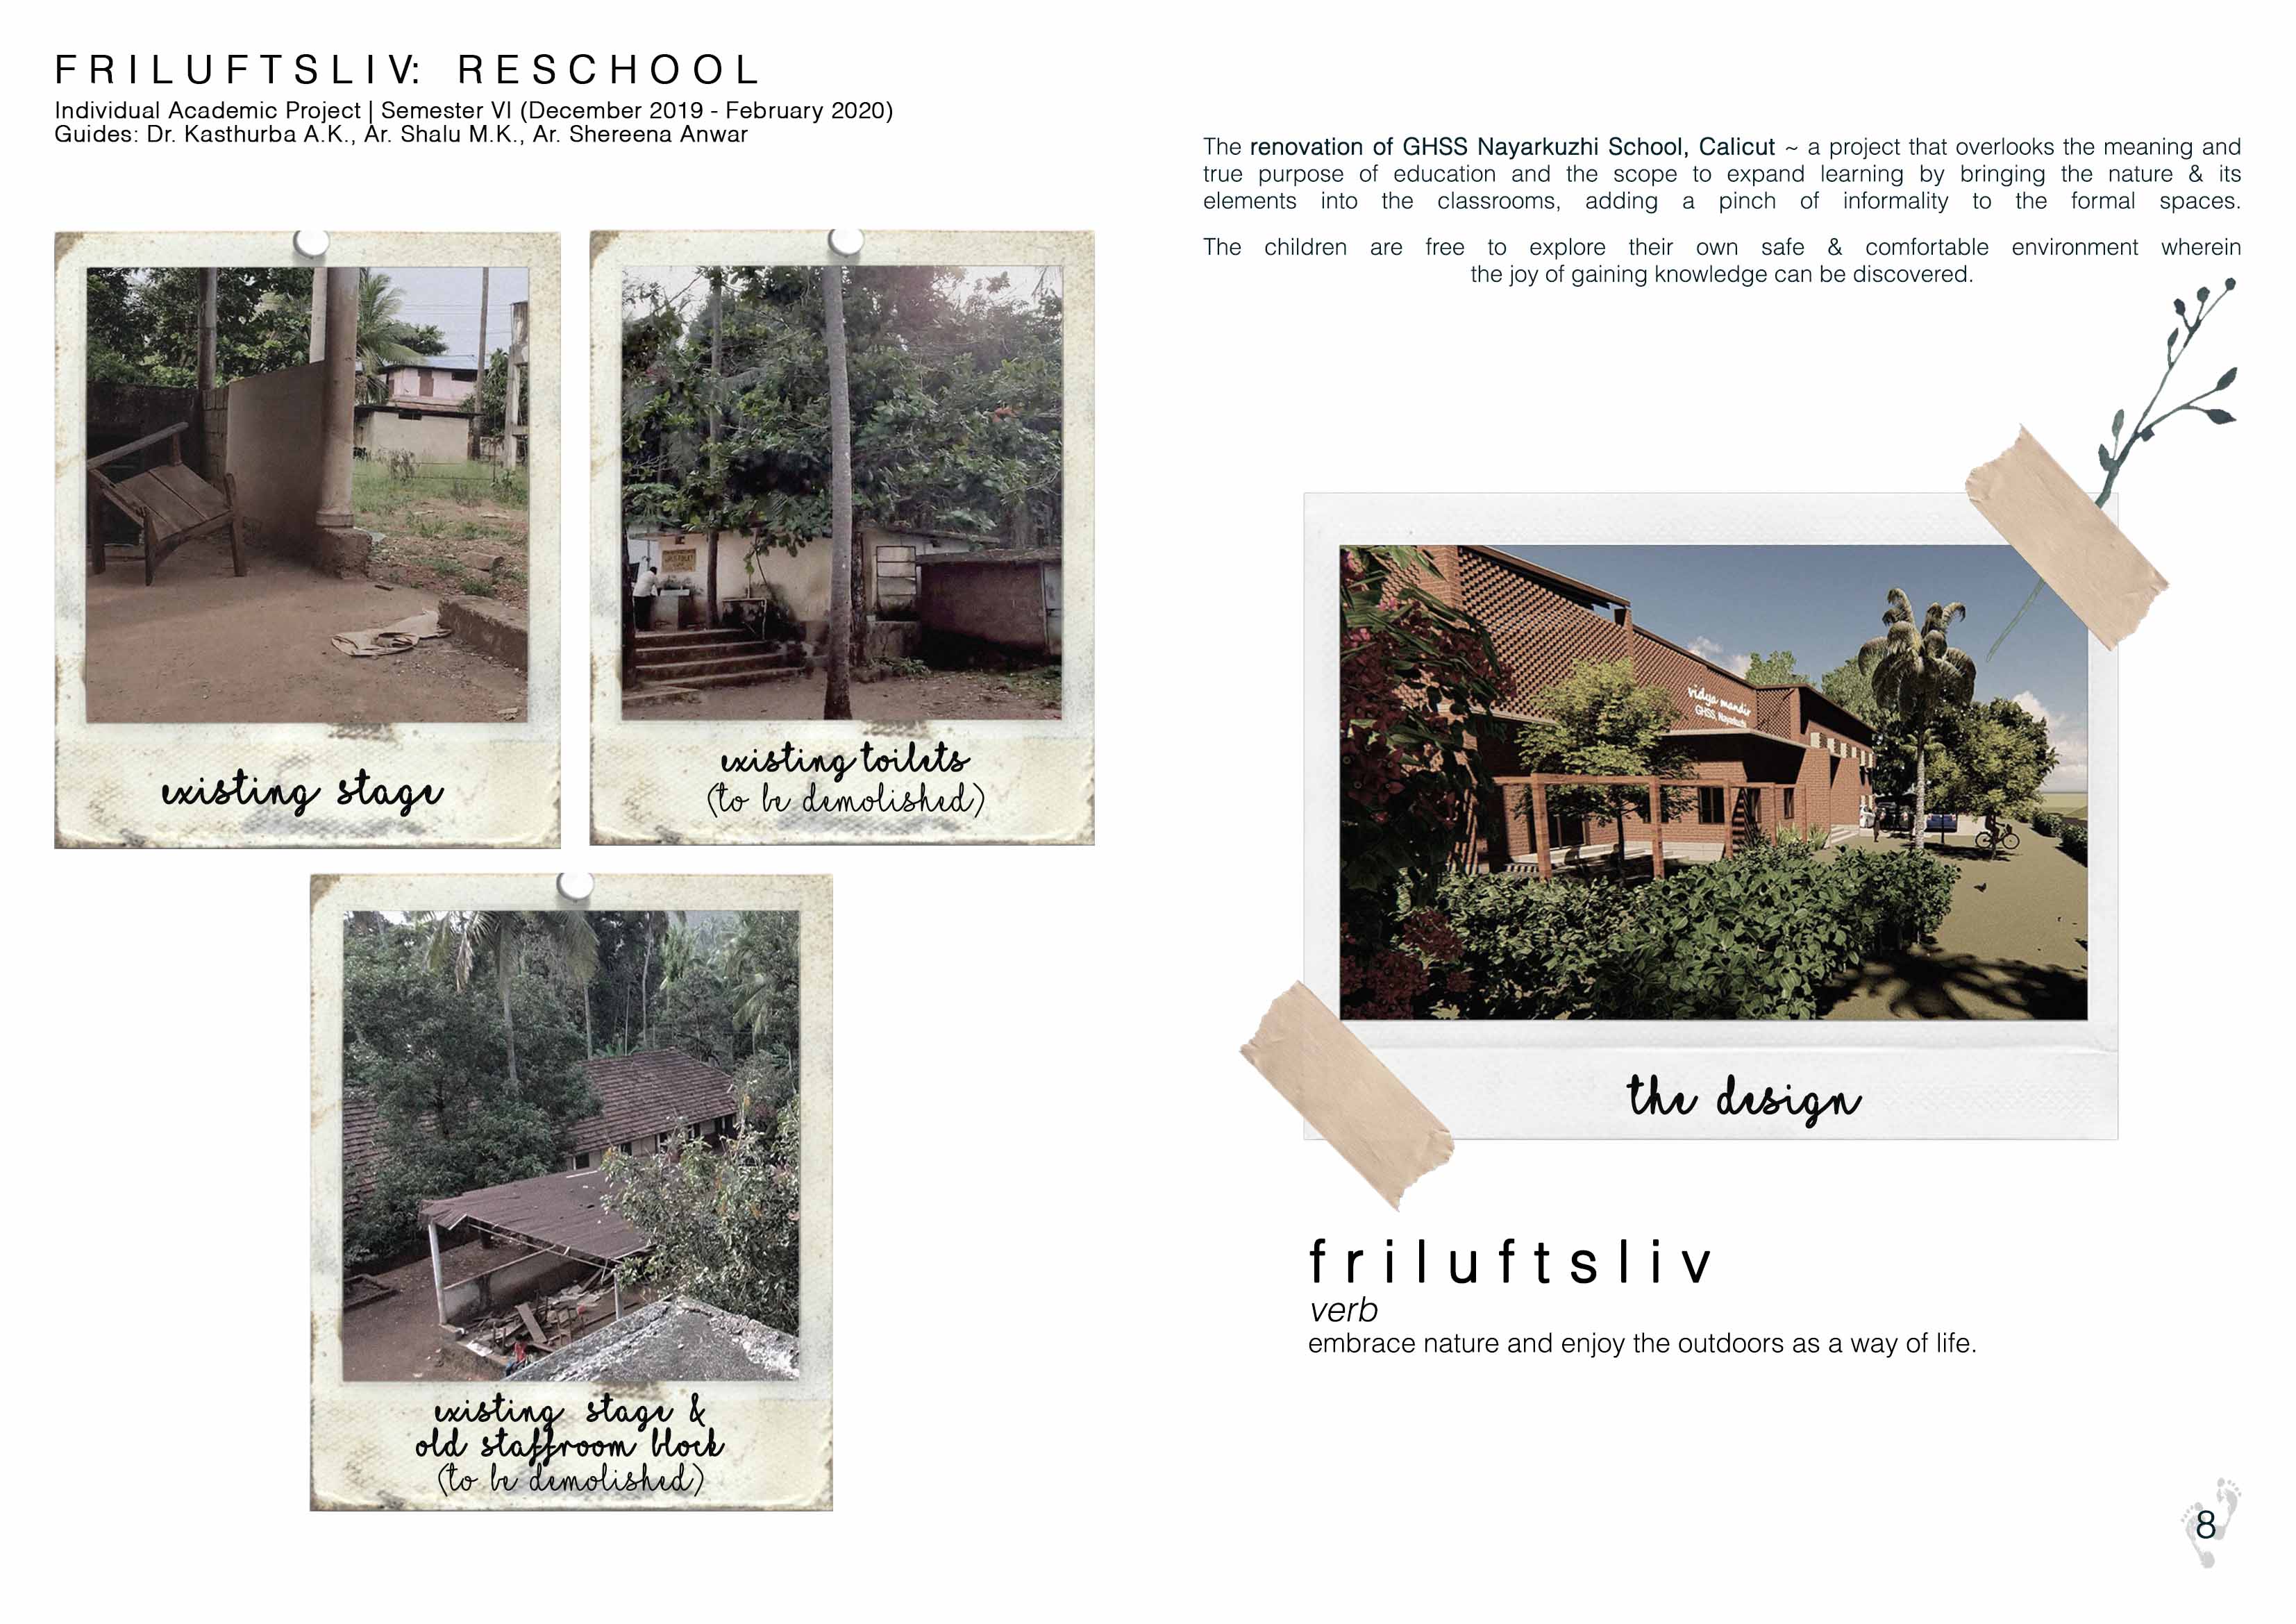 FRILUFTSLIV: RESCHOOL
Individual Academic Project | Semester VI (December 2019 - February 2020)
Guides: Dr. Kasthurba A.K., Ar. Shalu M.K., Ar. Shereena Anwar
existing stage
existing toilets
(to be demolished)
existing stage &
old staffroom block
(to be demolished)
The renovation of GHSS Nayarkuzhi School, Calicut ~ a project that overlooks the meaning and
true purpose of education and the scope to expand learning by bringing the nature & its
elements into the classrooms, adding a pinch of informality to the formal spaces.
The children are free to explore their own safe & comfortable environment wherein
the joy of gaining knowledge can be discovered.
vidya mandir
GHSS, Nayarkuzhi
the design
friluftsliv
verb
embrace nature and enjoy the outdoors as a way of life.
8